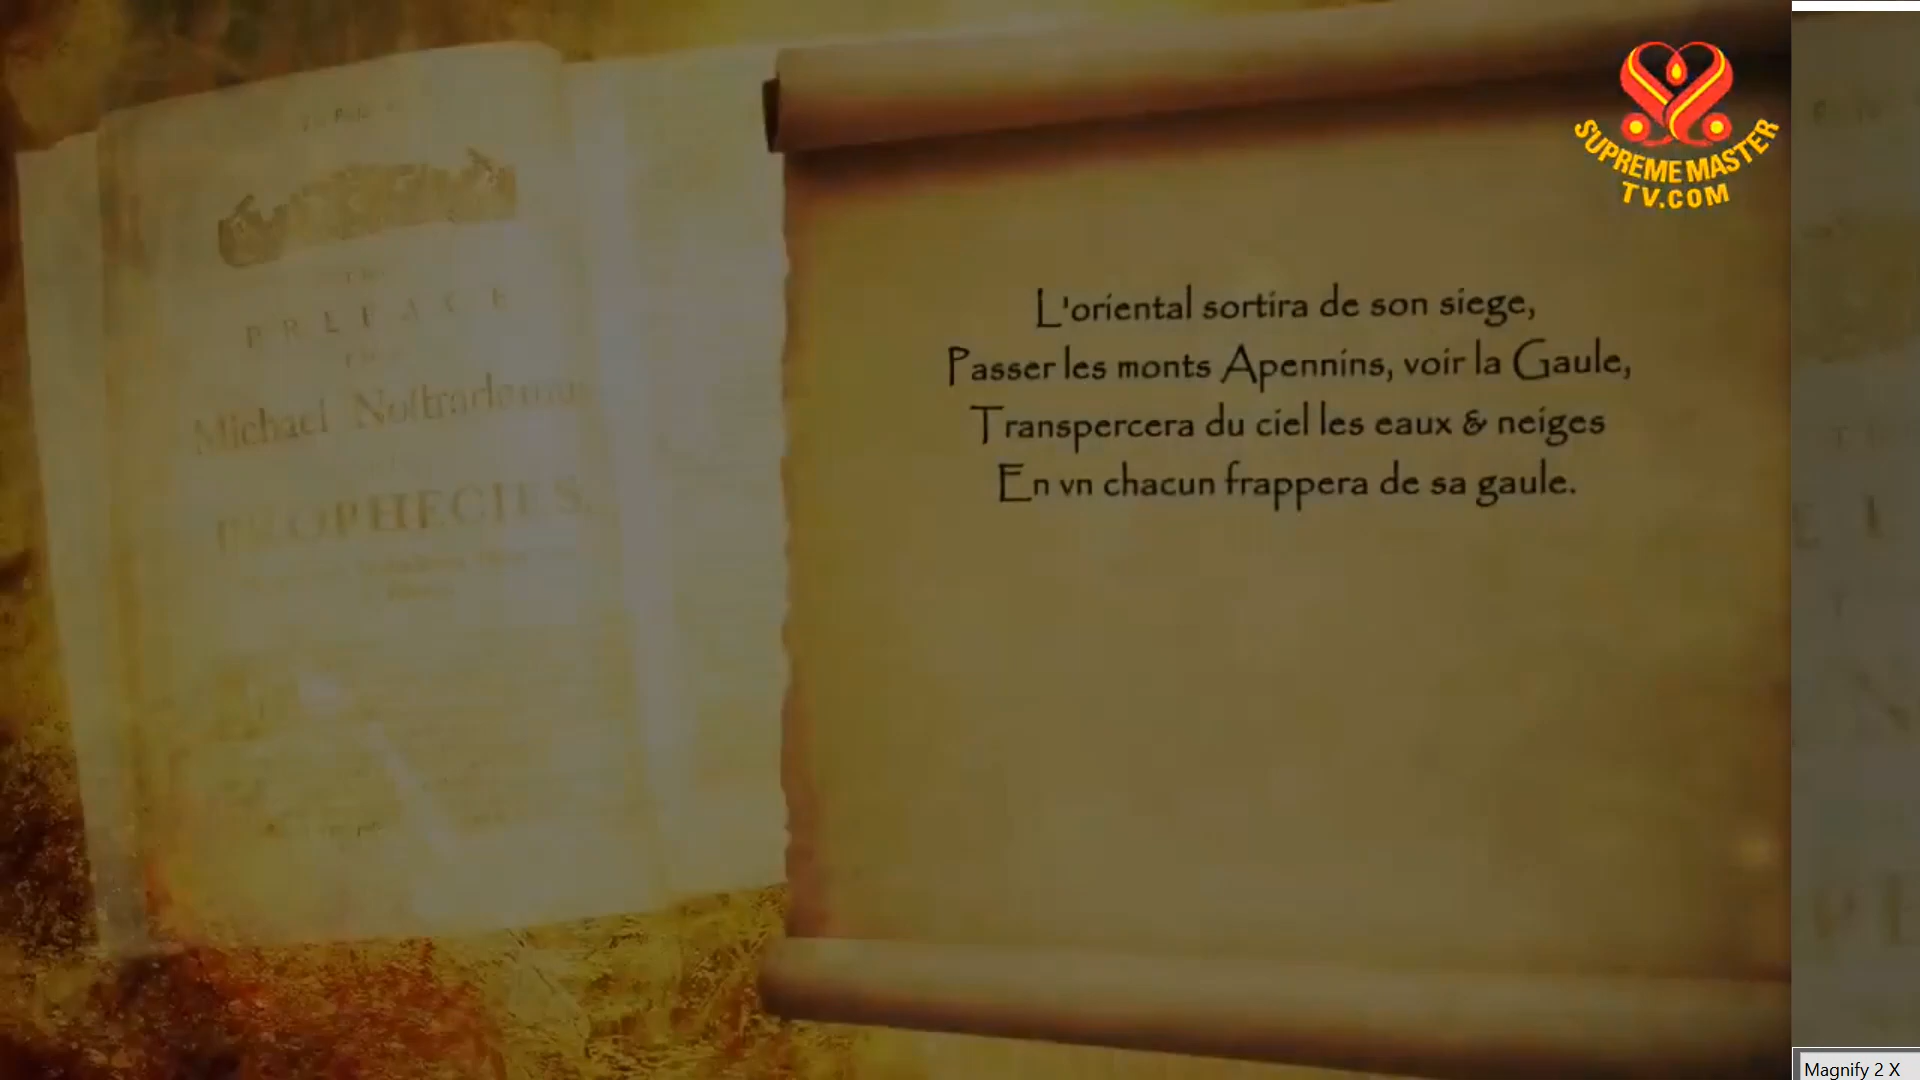 SUPREME MASTER
TV.COM
L'oriental sortira de son siege,
Passer les monts Apennins, voir la Gaule,
Transpercera du ciel les eaux & neiges
En vn chacun frappera de sa gaule.
PREFACE
Michael Nostradamus
PROPHECIES,
Magnify 2 X